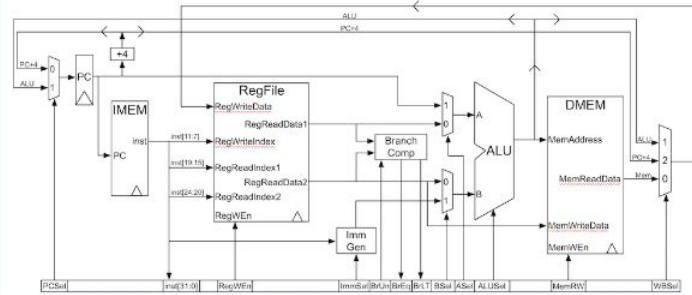 ALU
PC+4
PC+4 0
ALU 1
+4
PC
IMEM
inst
PC
inst[11:7]
inst[19:15]
inst[24:20]
RegFile
RegWriteData
RegReadData1
RegWriteIndex
RegReadIndex1
RegReadData2
RegReadIndex2
RegWEn
Branch
Comp
Imm
Gen
1
0
A
0
1
B
ALU
DMEM
MemAddress
MemReadData
MemWriteData
MemWEn
ALU 1
PC+4 2
Mem 0
PCSel inst[31:0] RegWEn ImmSel BrUn BrEq BrLT BSel ASel ALUSel MemRW WBSel